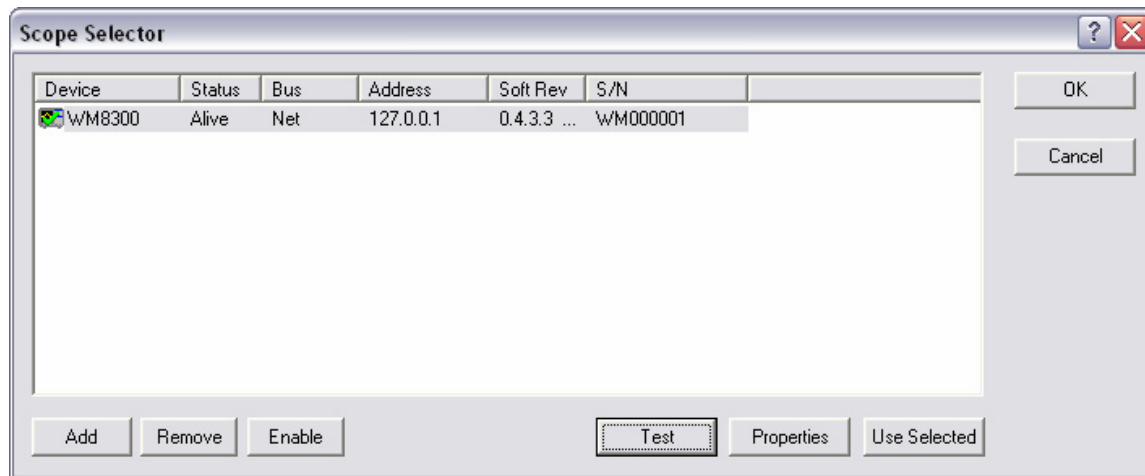 Scope Selector
Device Status Bus Address Soft Rev S/N OK
WM8300 Alive Net 127.0.0.1 0.4.3.3 ... WM000001
Cancel
Add Remove Enable Test Properties Use Selected